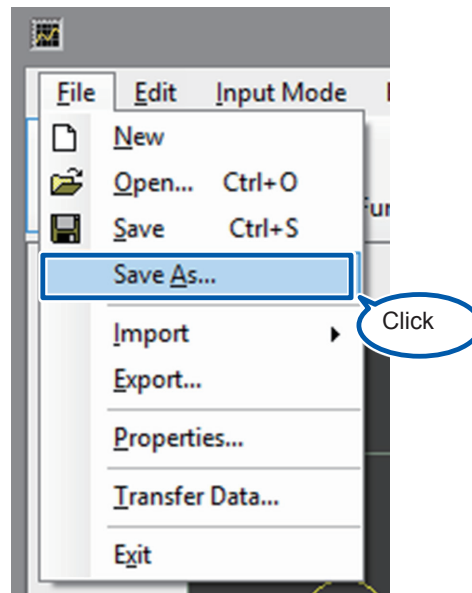 File Edit Input Mode
New
Open... Ctrl+O
Save Ctrl+S
Save As...
Click
Import
Export...
Properties...
Transfer Data...
Exit